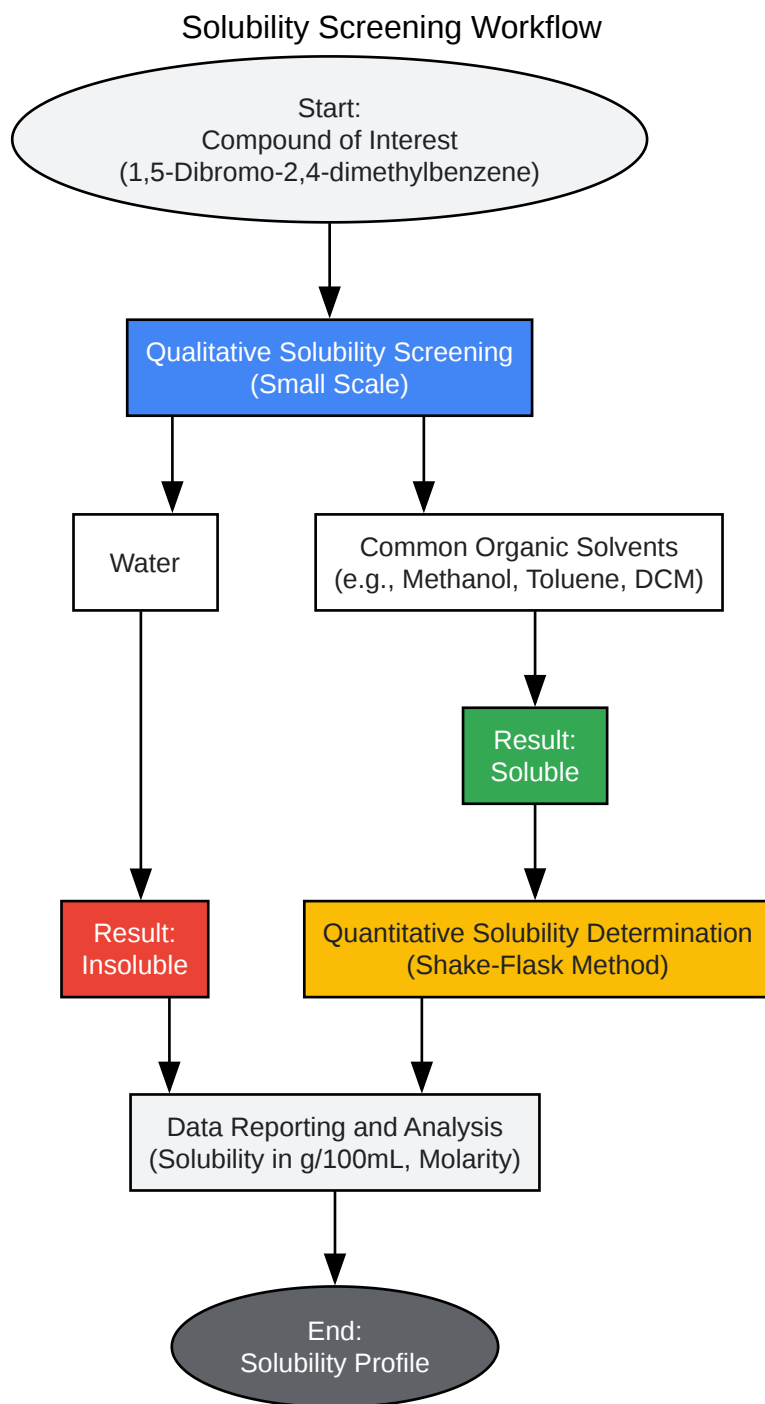 Solubility Screening Workflow
Start:
Compound of Interest
(1,5-Dibromo-2,4-dimethylbenzene)
Qualitative Solubility Screening
(Small Scale)
Water
Common Organic Solvents
(e.g., Methanol, Toluene, DCM)
Result:
Soluble
Result:
Insoluble
Quantitative Solubility Determination
(Shake-Flask Method)
Data Reporting and Analysis
(Solubility in g/100mL, Molarity)
End:
Solubility Profile